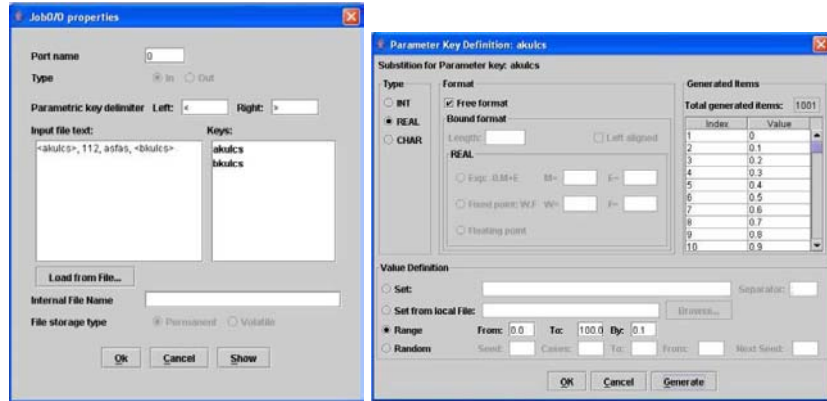 Job0/0 properties
Port name 0
Type In Out
Parametric key delimiter Left: < Right: >
Input file text: Keys:
<akulcs>, 112, asfas, <bkulcs>
akulcs
bkulcs
Load from File...
Internal File Name
File storage type Permanent Volatile
Ok Cancel Show
Parameter Key Definition: akulcs
Substition for Parameter key: akulcs
Type
INT
REAL
CHAR
Format
Free format
Bound format
Length: Left aligned
REAL
Exp: .0.M+E M= E=
Fixed point: W.F W= F=
Floating point
Generated Items
Total generated items: 1001
Index Value
1 0
2 0.1
3 0.2
4 0.3
5 0.4
6 0.5
7 0.6
8 0.7
9 0.8
10 0.9
Value Definition
Set: Separator:
Set from local File: Browse...
Range From: 0.0 To: 100.0 By: 0.1
Random Seed: Cases: To: From: Next Seed:
OK Cancel Generate